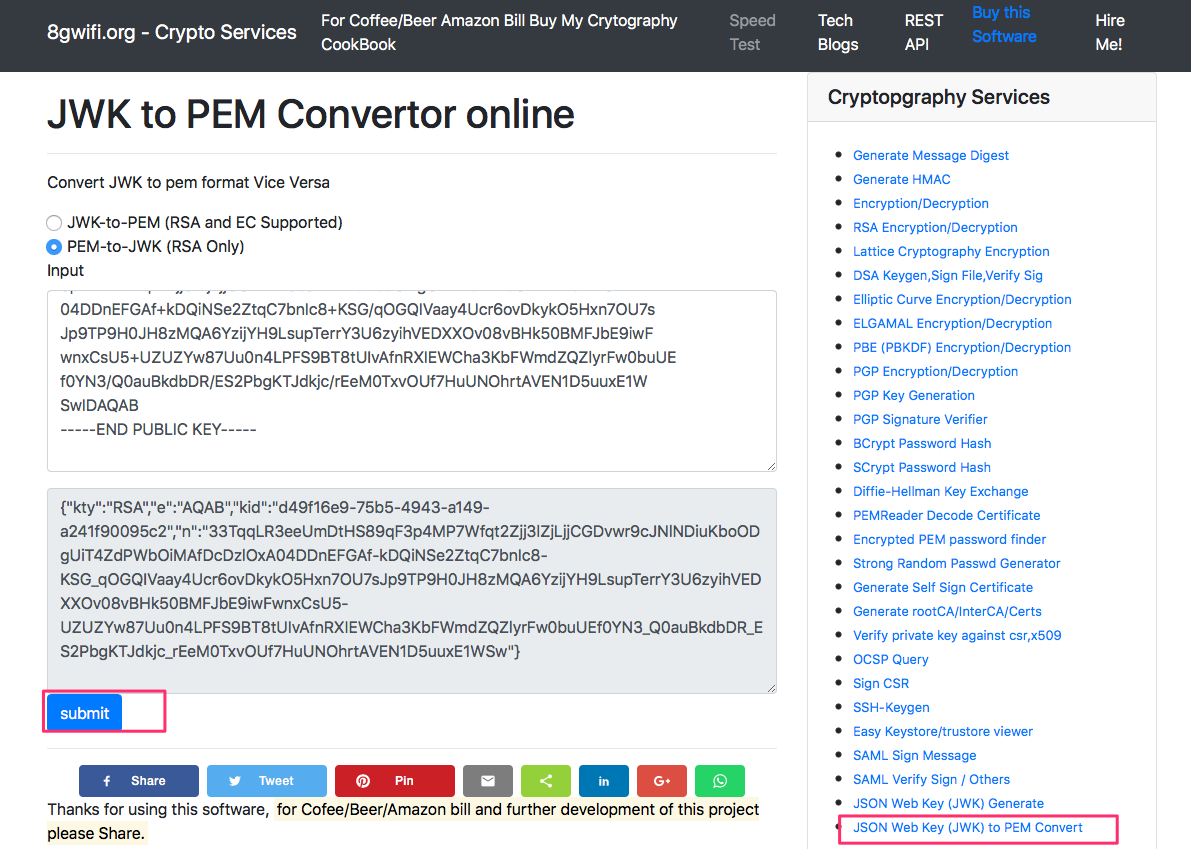 8gwifi.org - Crypto Services
For Coffee/Beer Amazon Bill Buy My Crytography
CookBook
Speed
Test
Tech
Blogs
REST
API
Buy this
Software
Hire
Me!
JWK to PEM Convertor online
Convert JWK to pem format Vice Versa
JWK-to-PEM (RSA and EC Supported)
PEM-to-JWK (RSA Only)
Input
04DDnEFGAf+kDQiNSe2ZtqC7bnlc8+KSG/qOGQIVaay4Ucr6ovDkykO5Hxn7OU7s
Jp9TP9H0JH8zMQA6YzijYH9LsupTerrY3U6zyihVEDXXOv08vBHk50BMFJbE9iwF
wnxCsU5+UZUZYw87Uu0n4LPFS9BT8tUIvAfnRXIEWCha3KbFWmdZQZlyrFw0buUE
f0YN3/Q0auBkdbDR/ES2PbgKTJdkjc/rEeM0TxvOUf7HuUNOhrtAVEN1D5uuxE1W
SwIDAQAB
-----END PUBLIC KEY-----
{"kty":"RSA","e":"AQAB","kid":"d49f16e9-75b5-4943-a149-
a241f90095c2","n":"33TqqLR3eeUmDtHS89qF3p4MP7Wfqt2Zjj3lZjLjjCGDvwr9cJNlNDiuKboOD
gUiT4ZdPWbOiMAfDcDzlOxA04DDnEFGAf-kDQiNSe2ZtqC7bnlc8-
KSG_qOGQIVaay4Ucr6ovDkykO5Hxn7OU7sJp9TP9H0JH8zMQA6YzijYH9LsupTerrY3U6zyihVED
XXOv08vBHk50BMFJbE9iwFwnxCsU5-
UZUZYw87Uu0n4LPFS9BT8tUIvAfnRXIEWCha3KbFWmdZQZlyrFw0buUEf0YN3_Q0auBkdbDR_E
S2PbgKTJdkjc_rEeM0TxvOUf7HuUNOhrtAVEN1D5uuxE1WSw"}
submit
Share
Tweet
Pin
in
G+
Thanks for using this software, for Cofee/Beer/Amazon bill and further development of this project
please Share.
Cryptopgraphy Services
Generate Message Digest
Generate HMAC
Encryption/Decryption
RSA Encryption/Decryption
Lattice Cryptography Encryption
DSA Keygen,Sign File,Verify Sig
Elliptic Curve Encryption/Decryption
ELGAMAL Encryption/Decryption
PBE (PBKDF) Encryption/Decryption
PGP Encryption/Decryption
PGP Key Generation
PGP Signature Verifier
BCrypt Password Hash
SCrypt Password Hash
Diffie-Hellman Key Exchange
PEMReader Decode Certificate
Encrypted PEM password finder
Strong Random Passwd Generator
Generate Self Sign Certificate
Generate rootCA/InterCA/Certs
Verify private key against csr,x509
OCSP Query
Sign CSR
SSH-Keygen
Easy Keystore/trustore viewer
SAML Sign Message
SAML Verify Sign / Others
JSON Web Key (JWK) Generate
JSON Web Key (JWK) to PEM Convert